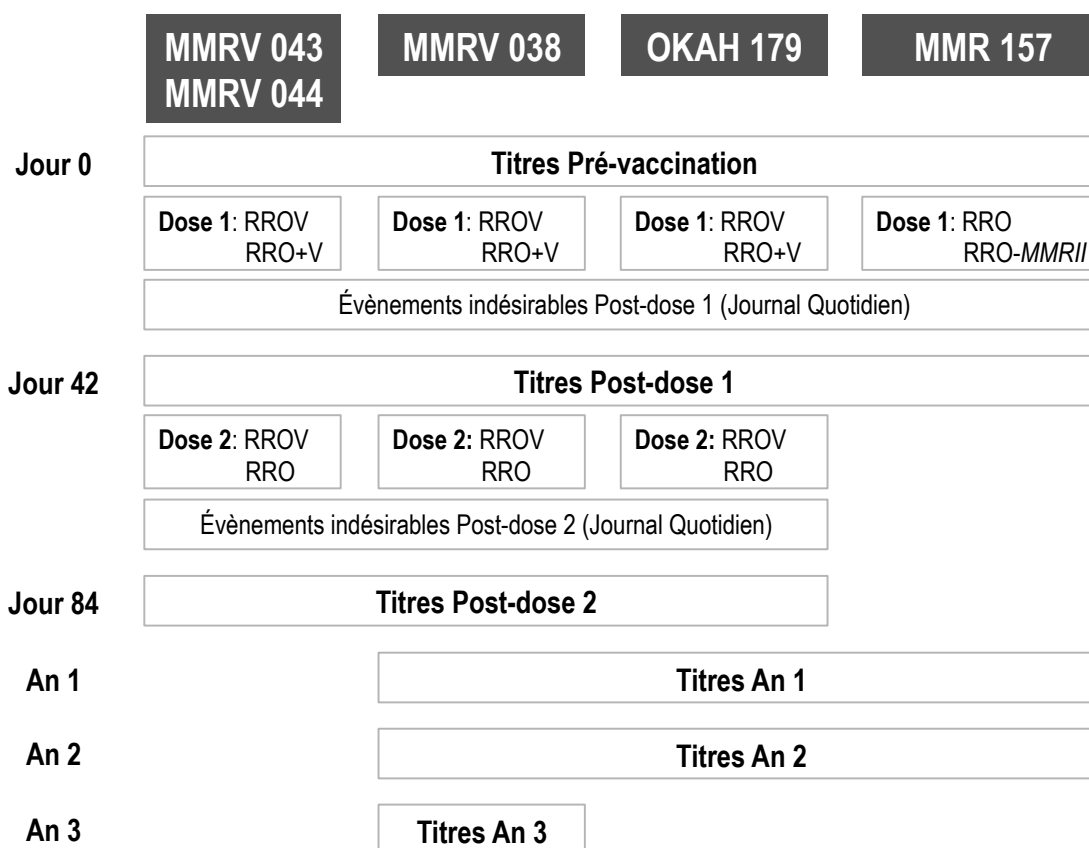 MMRV 043
MMRV 044
MMRV 038
OKAH 179
MMR 157
Jour 0
Titres Pré-vaccination
Dose 1: RROV
RRO+V
Dose 1: RROV
RRO+V
Dose 1: RROV
RRO+V
Dose 1: RRO
RRO-MMRII
Évènements indésirables Post-dose 1 (Journal Quotidien)
Jour 42
Titres Post-dose 1
Dose 2: RROV
RRO
Dose 2: RROV
RRO
Dose 2: RROV
RRO
Évènements indésirables Post-dose 2 (Journal Quotidien)
Jour 84
Titres Post-dose 2
An 1
Titres An 1
An 2
Titres An 2
An 3
Titres An 3